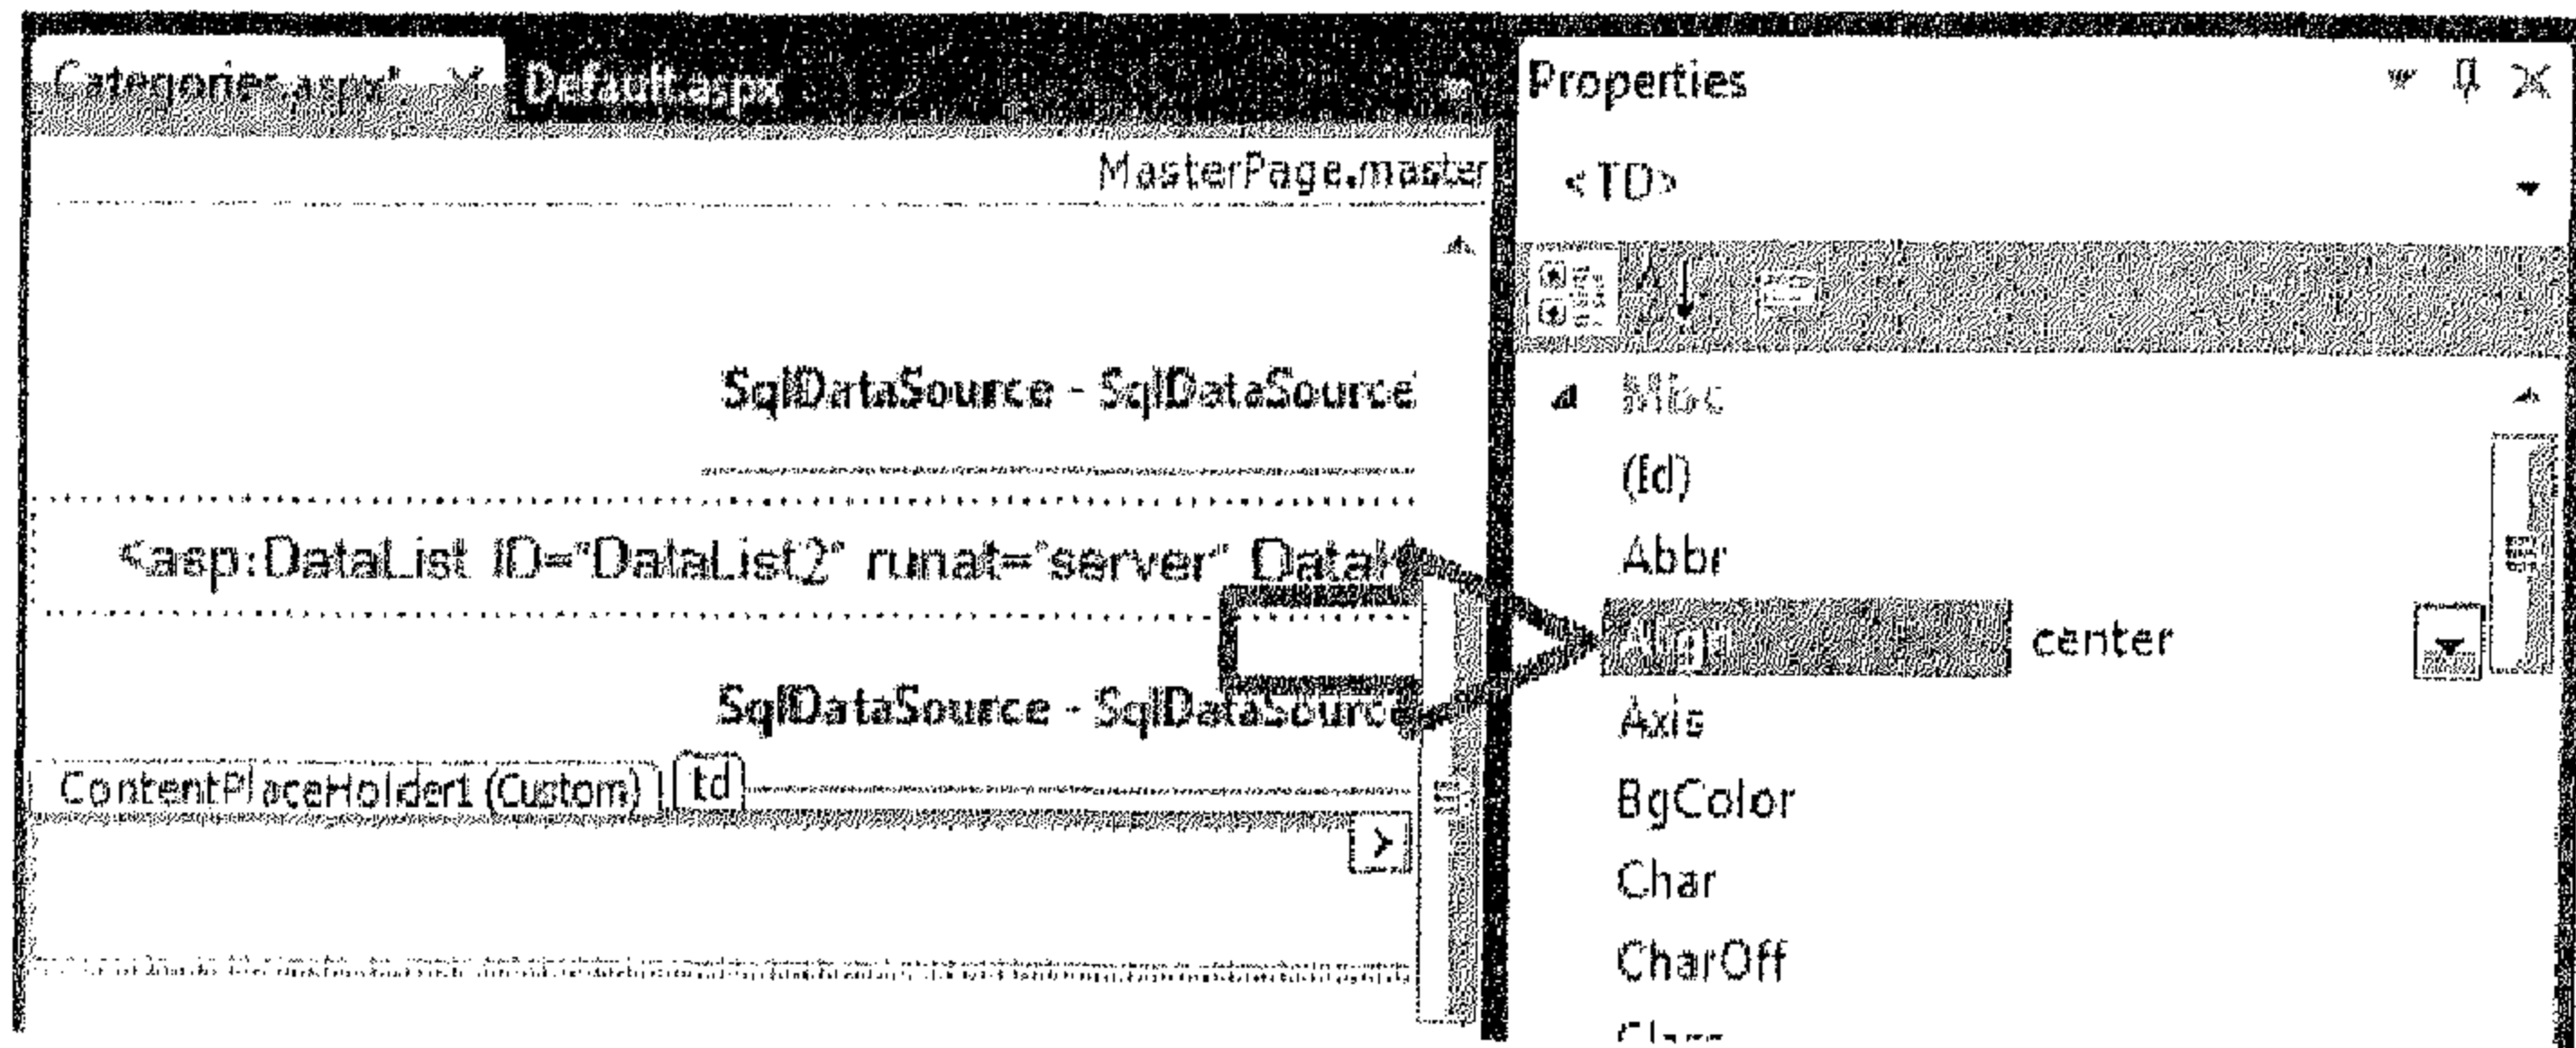 Categories.aspx* Default.aspx
MasterPage.master
SqlDataSource - SqlDataSource
<asp:DataList ID="DataList2" runat="server" DataK
SqlDataSource - SqlDataSource
ContentPlaceHolder1 (Custom) td
Properties
<TD>
Misc
(Id)
Abbr
Align center
Axis
BgColor
Char
CharOff